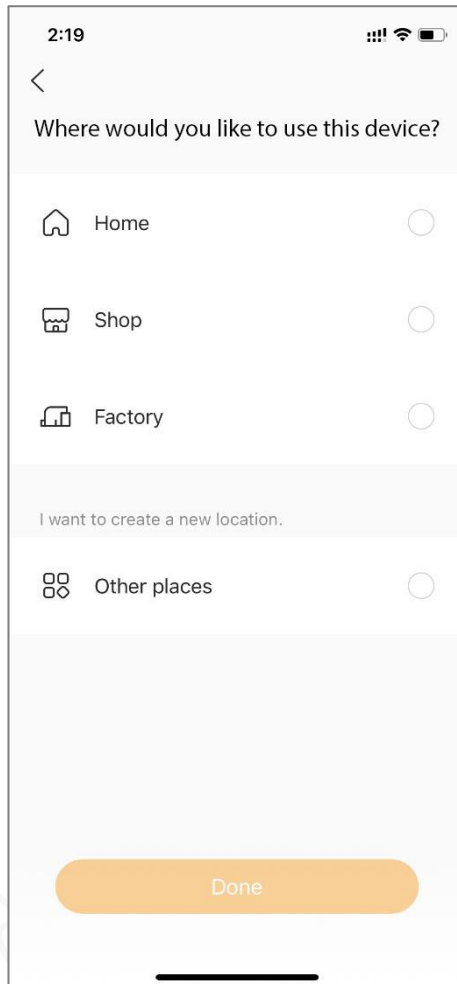 2:19
Where would you like to use this device?
Home
Shop
Factory
I want to create a new location.
Other places
Done